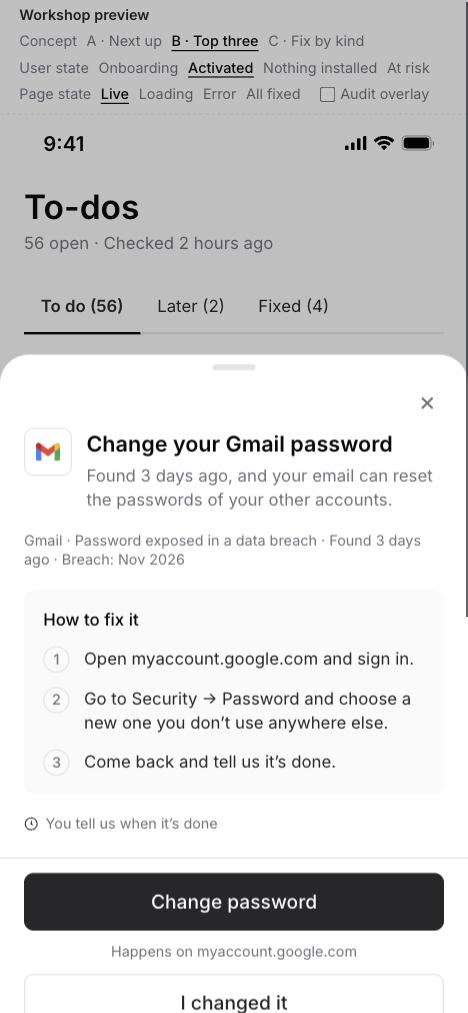 Workshop preview
Concept A · Next up B · Top three C · Fix by kind
User state Onboarding Activated Nothing installed At risk
Page state Live Loading Error All fixed Audit overlay
9:41
To-dos
56 open · Checked 2 hours ago
To do (56) Later (2) Fixed (4)
Change your Gmail password
Found 3 days ago, and your email can reset
the passwords of your other accounts.
Gmail · Password exposed in a data breach · Found 3 days
ago · Breach: Nov 2026
How to fix it
1 Open myaccount.google.com and sign in.
2 Go to Security → Password and choose a
new one you don’t use anywhere else.
3 Come back and tell us it’s done.
You tell us when it’s done
Change password
Happens on myaccount.google.com
I changed it